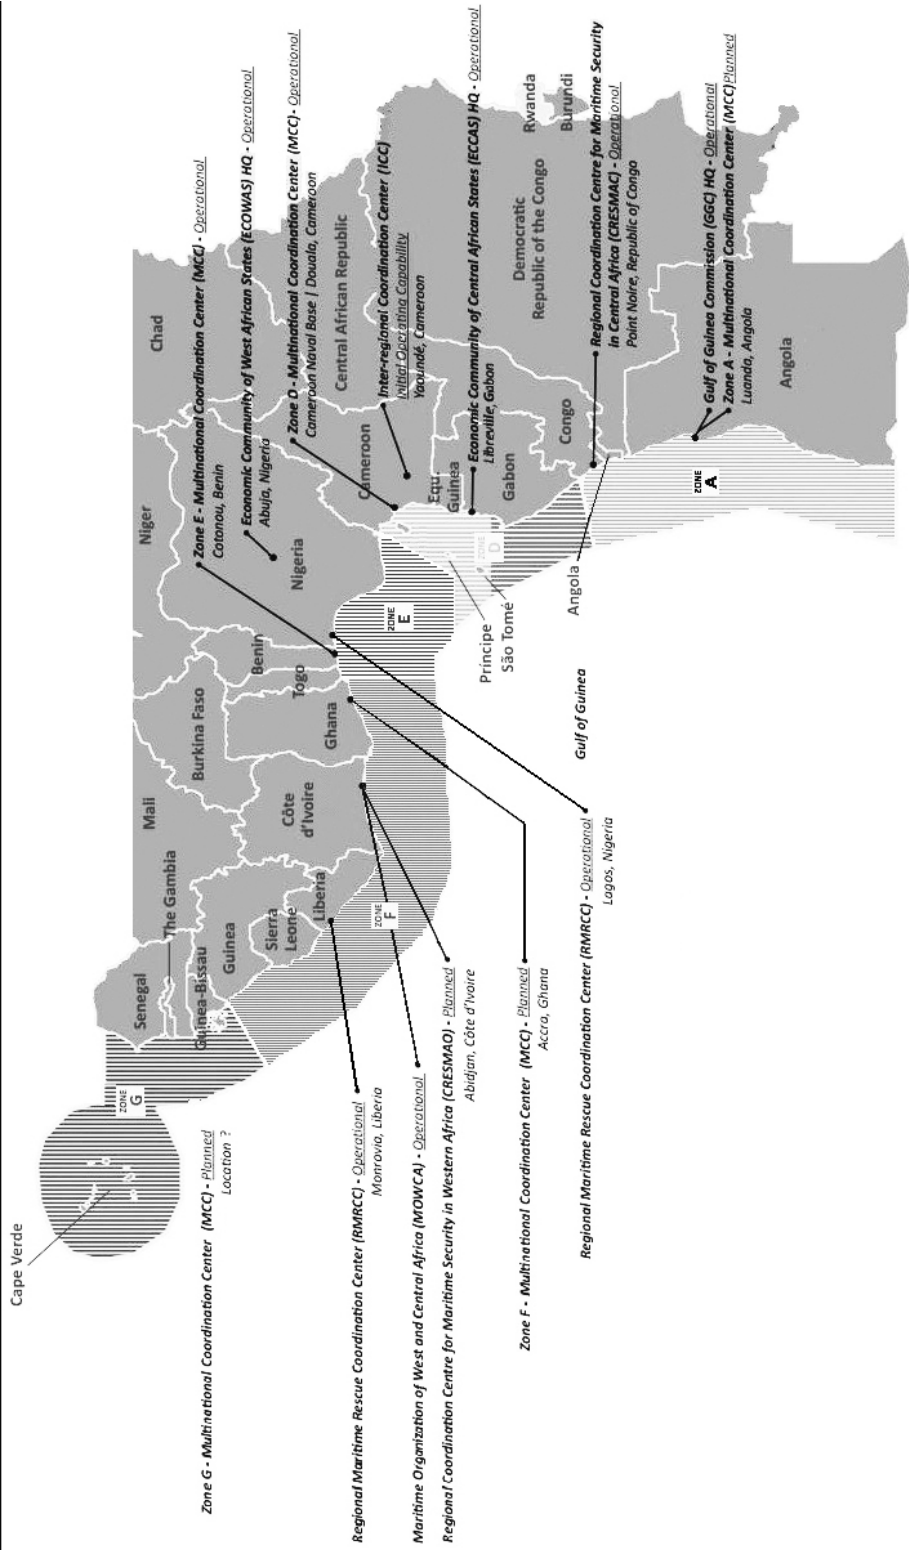 Cape Verde
ZONE
G
Zone G - Multinational Coordination Center (MCC) - Planned
Location ?
Senegal
The Gambia
Guinea-Bissau
Guinea
Sierra
Leone
Liberia
Mali
Burkina Faso
Côte
d'Ivoire
Ghana
Togo
Benin
Niger
Nigeria
Chad
Cameroon
Central African Republic
Equ.
Guinea
Gabon
Congo
Democratic
Republic of the Congo
Rwanda
Burundi
Angola
Angola
Príncipe
São Tomé
Gulf of Guinea
ZONE
F
ZONE
E
ZONE
D
ZONE
A
Zone E - Multinational Coordination Center (MCC) - Operational
Cotonou, Benin
Economic Community of West African States (ECOWAS) HQ - Operational
Abuja, Nigeria
Zone D - Multinational Coordination Center (MCC) - Operational
Cameroon Naval Base | Douala, Cameroon
Inter-regional Coordination Center (ICC)
Initial Operating Capability
Yaoundé, Cameroon
Economic Community of Central African States (ECCAS) HQ - Operational
Libreville, Gabon
Regional Coordination Centre for Maritime Security
in Central Africa (CRESMAC) - Operational
Point Noire, Republic of Congo
Gulf of Guinea Commission (GGC) HQ - Operational
Zone A - Multinational Coordination Center (MCC)Planned
Luanda, Angola
Regional Maritime Rescue Coordination Center (RMRCC) - Operational
Monrovia, Liberia
Maritime Organization of West and Central Africa (MOWCA) - Operational
Regional Coordination Centre for Maritime Security in Western Africa (CRESMAO) - Planned
Abidjan, Côte d'Ivoire
Zone F - Multinational Coordination Center (MCC) - Planned
Accra, Ghana
Regional Maritime Rescue Coordination Center (RMRCC) - Operational
Lagos, Nigeria